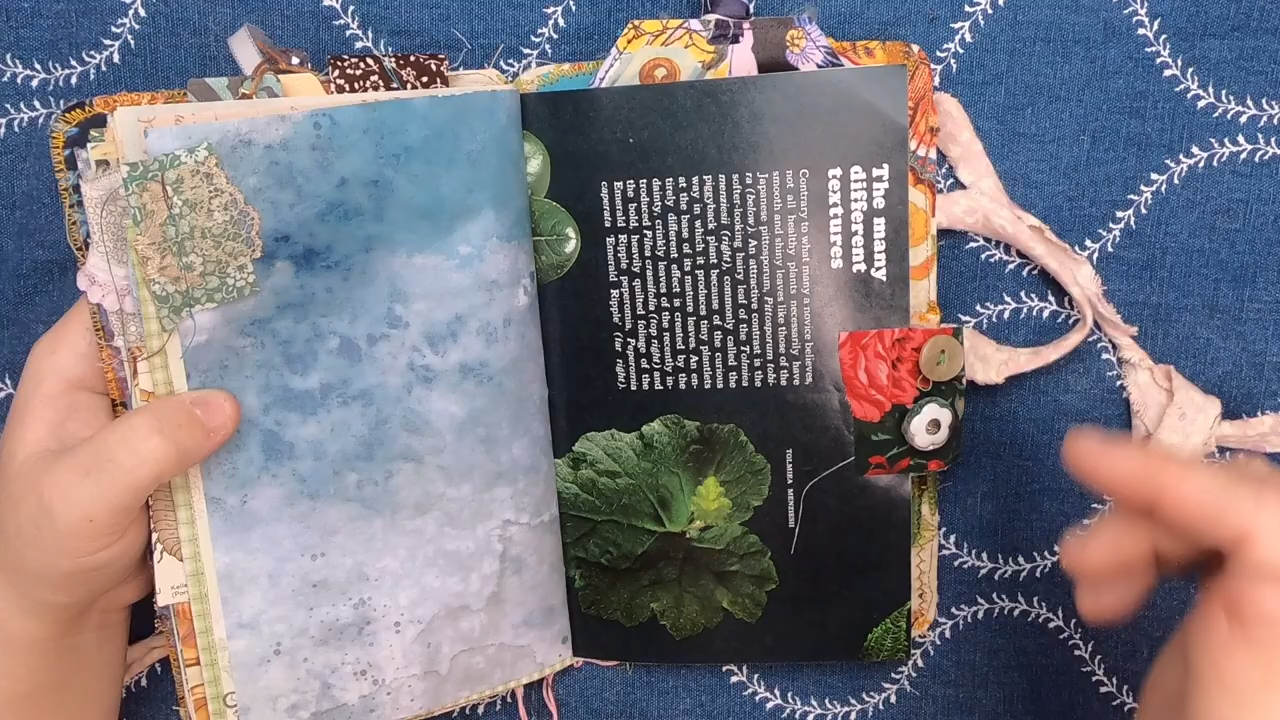 The many
different
textures
Contrary to what many a novice believes,
not all healthy plants necessarily have
smooth and shiny leaves like those of the
Japanese pittosporum, Pittosporum tobi-
ra (below). An attractive contrast is the
softer-looking hairy leaf of the Tolmiea
menziesii (right), commonly called the
piggyback plant because of the curious
way in which it produces tiny plantlets
at the base of its mature leaves. An en-
tirely different effect is created by the
dainty, crinkly leaves of the recently in-
troduced Pilea crassifolia (top right) and
the bold, heavily quilted foliage of the
Emerald Ripple peperomia, Peperomia
caperata 'Emerald Ripple' (far right).
TOLMIEA MENZIESII